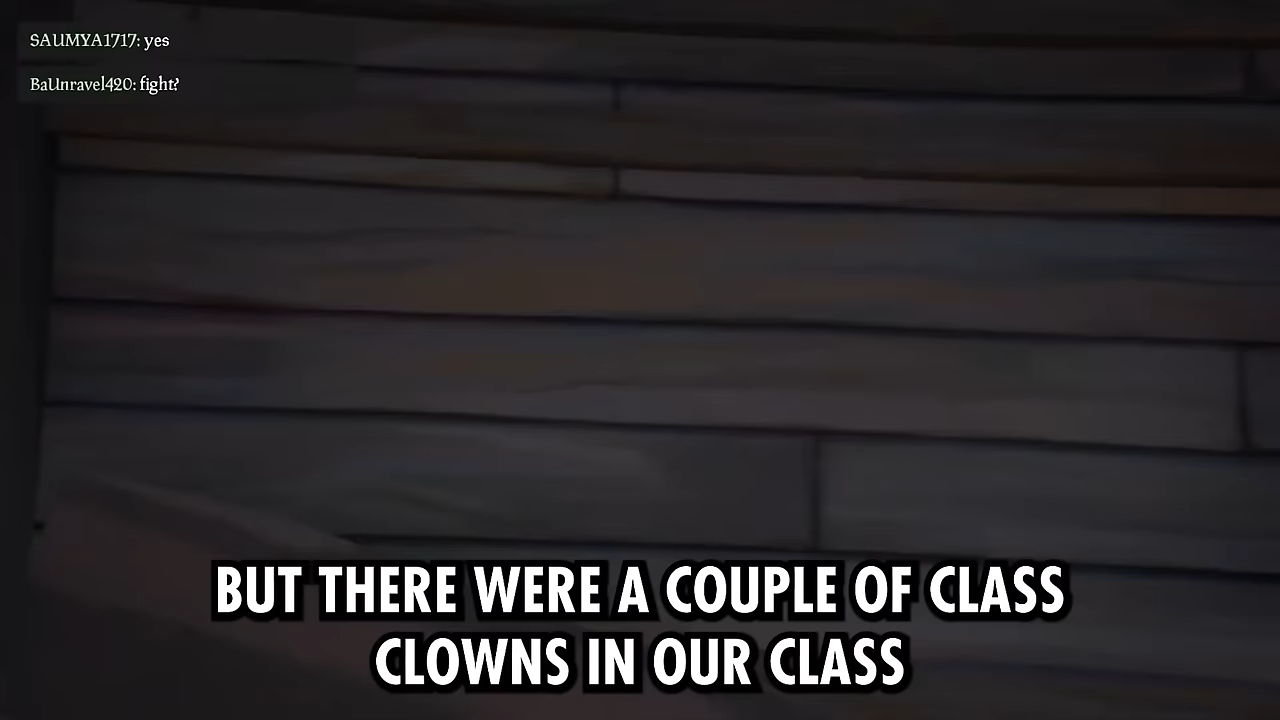 SAUMYA1717: yes
BaUnravel420: fight?
BUT THERE WERE A COUPLE OF CLASS
CLOWNS IN OUR CLASS